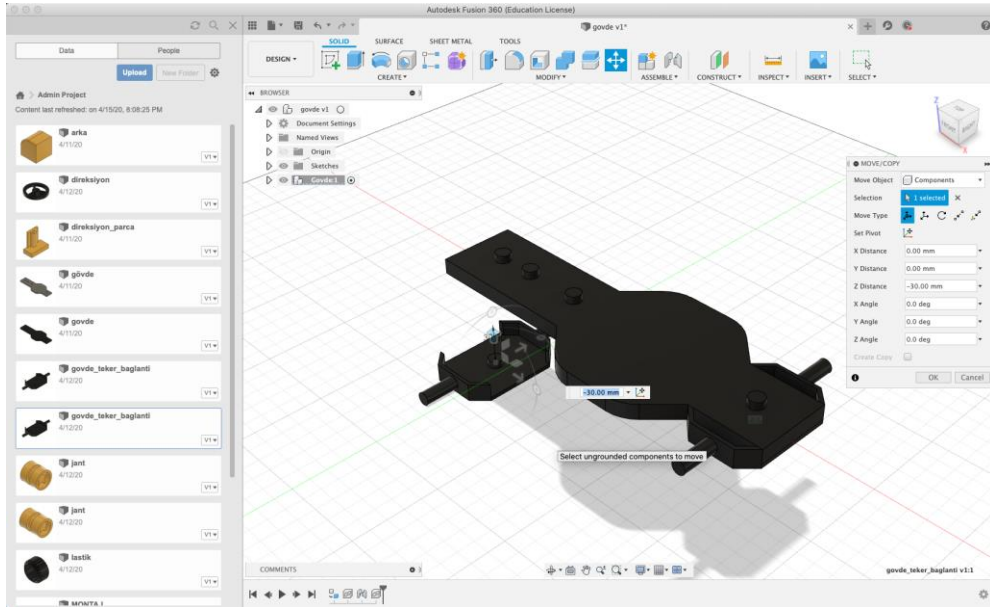 Autodesk Fusion 360 (Education License)
govde v1*
Data
People
Upload
New Folder
Admin Project
Content last refreshed: on 4/15/20, 8:08:25 PM
arka
4/11/20
V1
direksiyon
4/12/20
V1
direksiyon_parca
4/11/20
V1
gövde
4/11/20
V1
govde
4/11/20
V1
govde_teker_baglanti
4/12/20
V1
govde_teker_baglanti
4/12/20
V1
jant
4/12/20
V1
jant
4/12/20
V1
lastik
4/12/20
V1
MONTAJ
DESIGN
SOLID
SURFACE
SHEET METAL
TOOLS
CREATE
MODIFY
ASSEMBLE
CONSTRUCT
INSPECT
INSERT
SELECT
BROWSER
govde v1
Document Settings
Named Views
Origin
Sketches
Govde:1
Z
FRONT
RIGHT
X
MOVE/COPY
Move Object
Components
Selection
1 selected
Move Type
Set Pivot
X Distance
0.00 mm
Y Distance
0.00 mm
Z Distance
-30.00 mm
X Angle
0.0 deg
Y Angle
0.0 deg
Z Angle
0.0 deg
Create Copy
OK
Cancel
-30.00 mm
Select ungrounded components to move
COMMENTS
govde_teker_baglanti v1:1